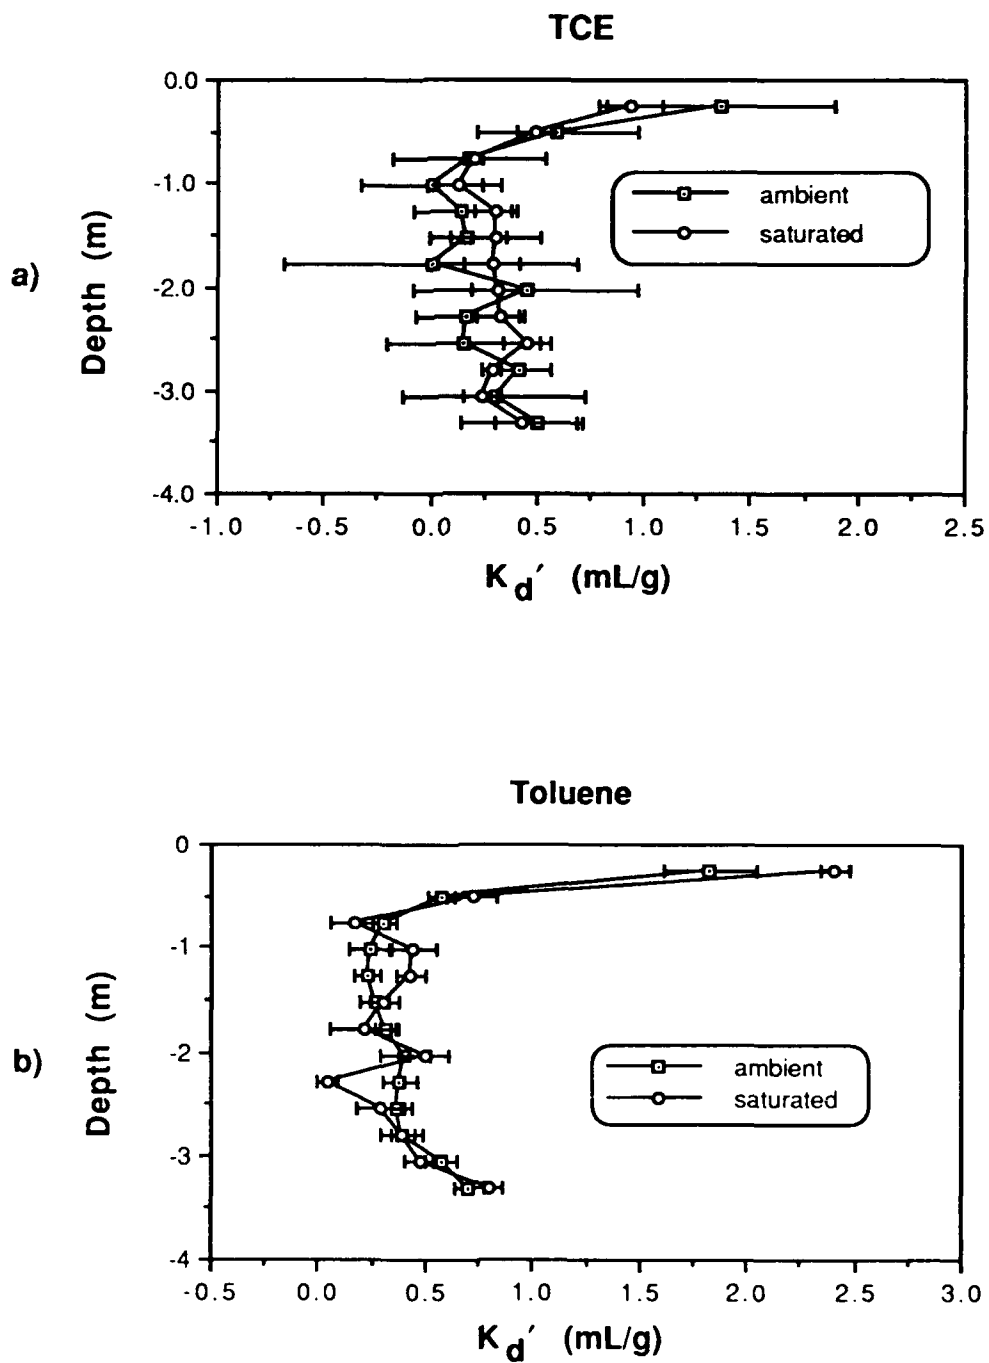 TCE
0.0
-1.0
-2.0
-3.0
-4.0
Depth (m)
a)
ambient
saturated
-1.0 -0.5 0.0 0.5 1.0 1.5 2.0 2.5
Kd′ (mL/g)
Toluene
0
-1
-2
-3
-4
Depth (m)
b)
ambient
saturated
-0.5 0.0 0.5 1.0 1.5 2.0 2.5 3.0
Kd′ (mL/g)